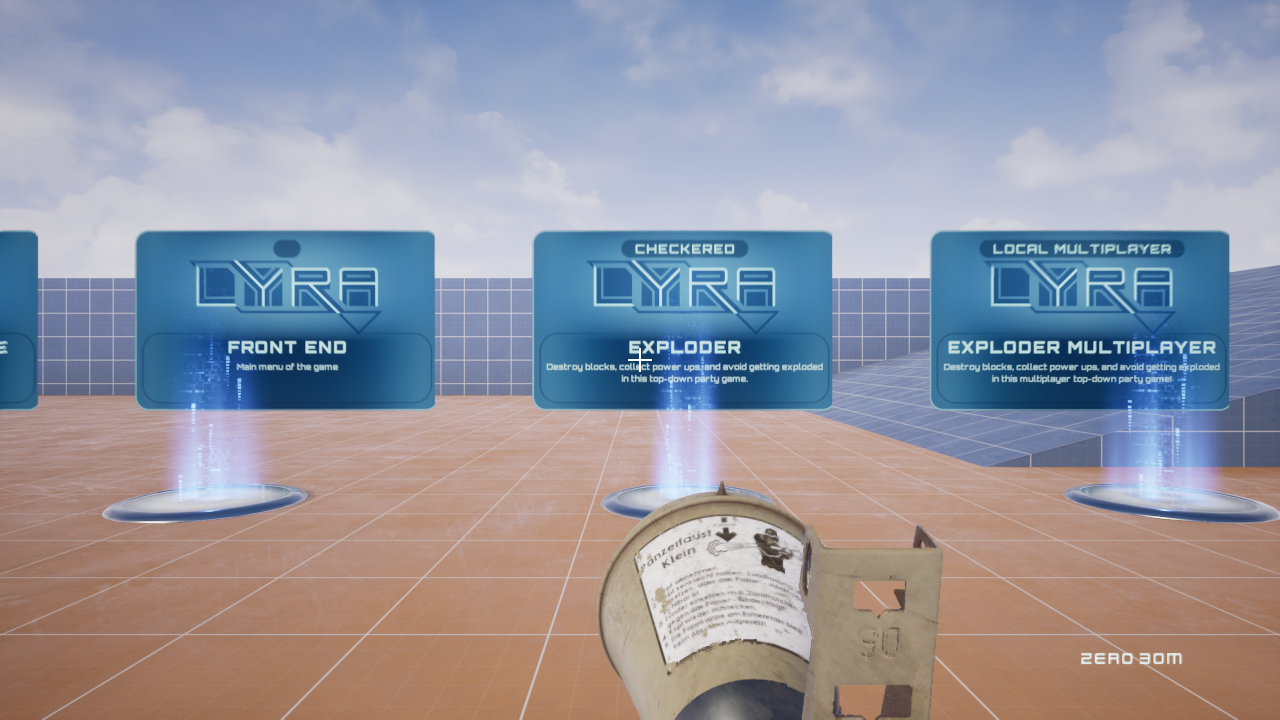 E
LYRA
FRONT END
Main menu of the game
CHECKERED
LYRA
EXPLODER
Destroy blocks, collect power ups, and avoid getting exploded
in this top-down party game.
LOCAL MULTIPLAYER
LYRA
EXPLODER MULTIPLAYER
Destroy blocks, collect power ups, and avoid getting exploded
in this multiplayer top-down party game!
Panzerfaust
Klein
90
ZERO 30M